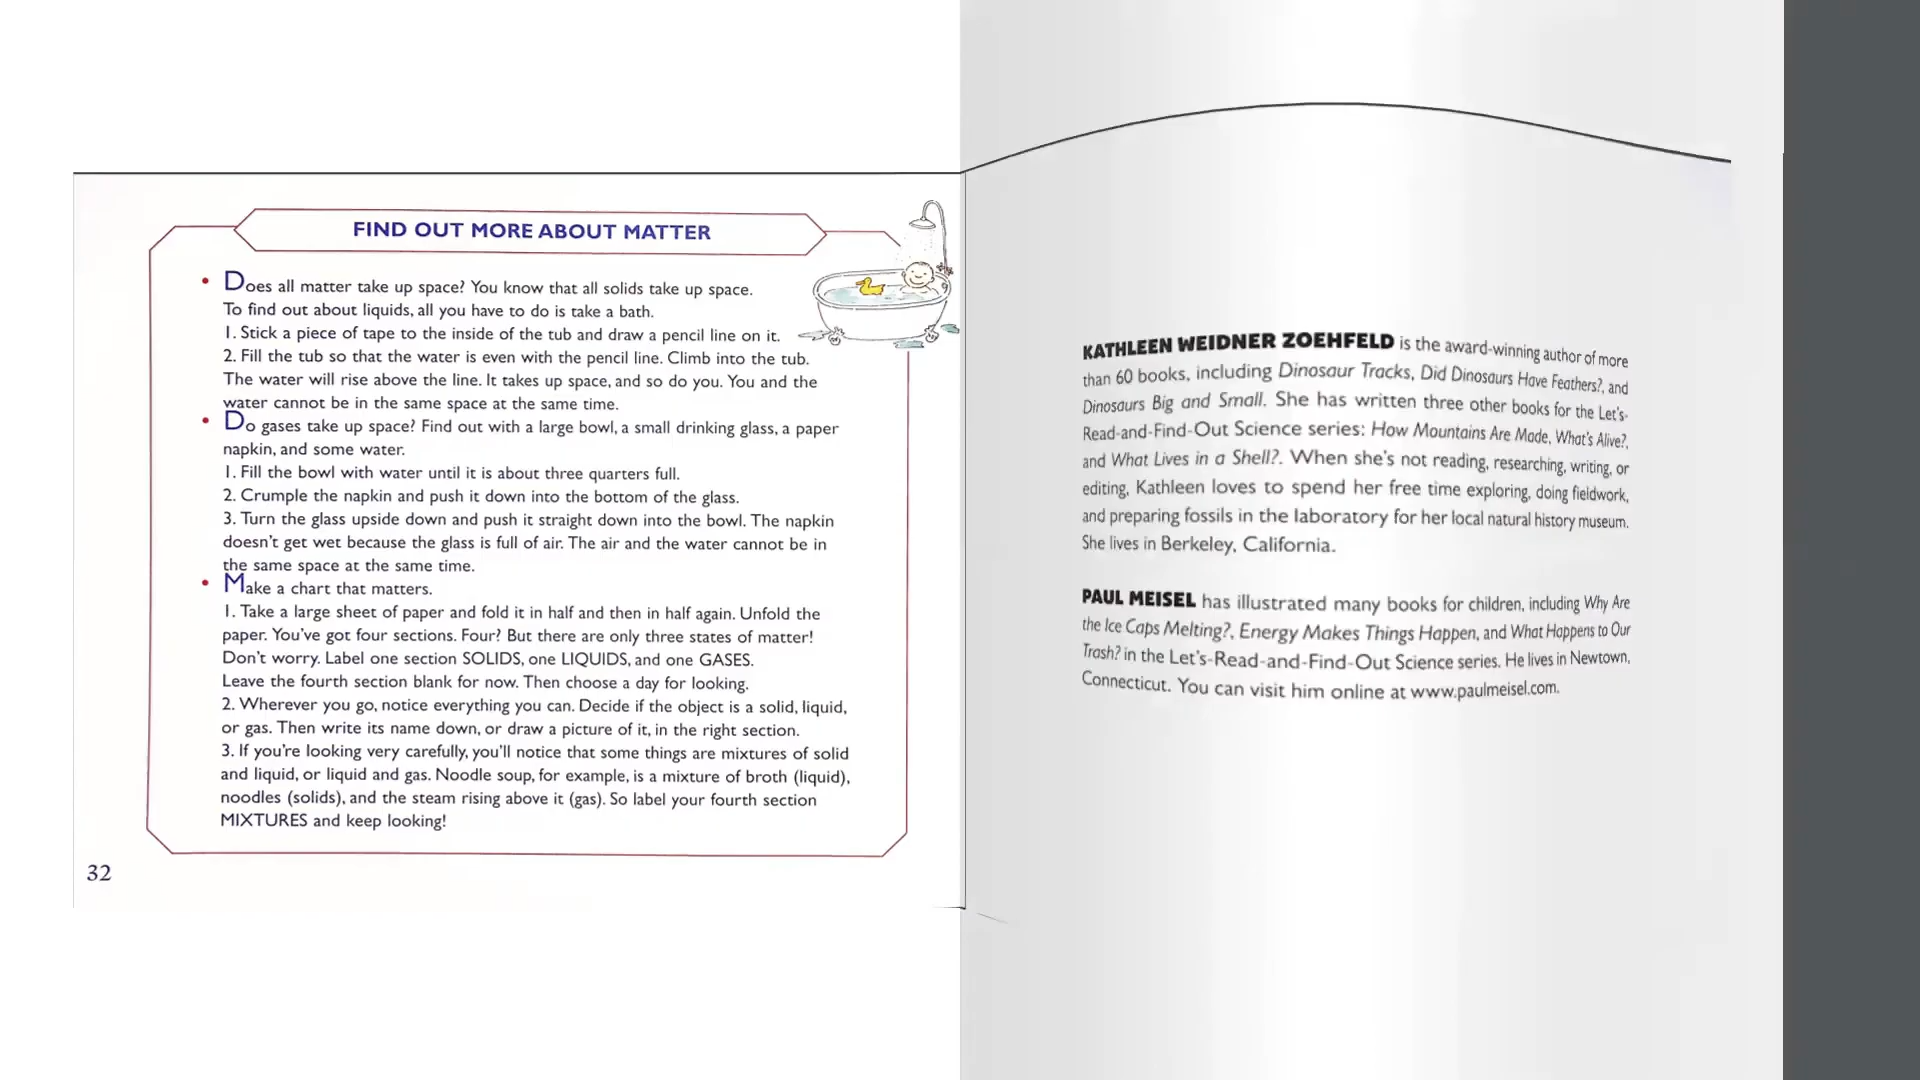 FIND OUT MORE ABOUT MATTER
• Does all matter take up space? You know that all solids take up space.
To find out about liquids, all you have to do is take a bath.
1. Stick a piece of tape to the inside of the tub and draw a pencil line on it.
2. Fill the tub so that the water is even with the pencil line. Climb into the tub.
The water will rise above the line. It takes up space, and so do you. You and the
water cannot be in the same space at the same time.
• Do gases take up space? Find out with a large bowl, a small drinking glass, a paper
napkin, and some water.
1. Fill the bowl with water until it is about three quarters full.
2. Crumple the napkin and push it down into the bottom of the glass.
3. Turn the glass upside down and push it straight down into the bowl. The napkin
doesn't get wet because the glass is full of air. The air and the water cannot be in
the same space at the same time.
• Make a chart that matters.
1. Take a large sheet of paper and fold it in half and then in half again. Unfold the
paper. You've got four sections. Four? But there are only three states of matter!
Don't worry. Label one section SOLIDS, one LIQUIDS, and one GASES.
Leave the fourth section blank for now. Then choose a day for looking.
2. Wherever you go, notice everything you can. Decide if the object is a solid, liquid,
or gas. Then write its name down, or draw a picture of it, in the right section.
3. If you're looking very carefully, you'll notice that some things are mixtures of solid
and liquid, or liquid and gas. Noodle soup, for example, is a mixture of broth (liquid),
noodles (solids), and the steam rising above it (gas). So label your fourth section
MIXTURES and keep looking!
32
KATHLEEN WEIDNER ZOEHFELD is the award-winning author of more
than 60 books, including Dinosaur Tracks, Did Dinosaurs Have Feathers?, and
Dinosaurs Big and Small. She has written three other books for the Let's-
Read-and-Find-Out Science series: How Mountains Are Made, What's Alive?,
and What Lives in a Shell?. When she's not reading, researching, writing, or
editing, Kathleen loves to spend her free time exploring, doing fieldwork,
and preparing fossils in the laboratory for her local natural history museum.
She lives in Berkeley, California.
PAUL MEISEL has illustrated many books for children, including Why Are
the Ice Caps Melting?, Energy Makes Things Happen, and What Happens to Our
Trash? in the Let's-Read-and-Find-Out Science series. He lives in Newtown,
Connecticut. You can visit him online at www.paulmeisel.com.